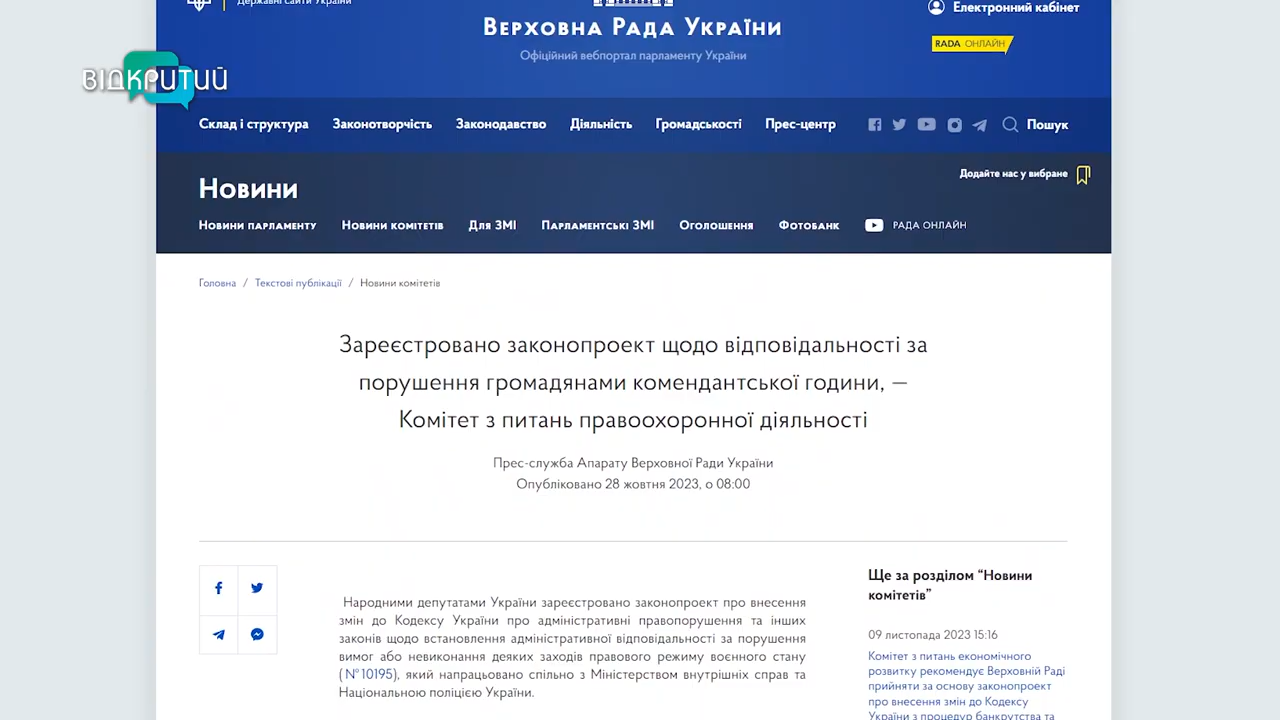 Державні сайти України
Електронний кабінет
ВЕРХОВНА РАДА УКРАЇНИ
Офіційний вебпортал парламенту України
RADA ОНЛАЙН
ВІДКРИТИЙ
Склад і структура Законотворчість Законодавство Діяльність Громадськості Прес-центр Пошук
Додайте нас у вибране
Новини
Новини парламенту Новини комітетів Для ЗМІ Парламентські ЗМІ Оголошення Фотобанк РАДА ОНЛАЙН
Головна / Текстові публікації / Новини комітетів
Зареєстровано законопроект щодо відповідальності за
порушення громадянами комендантської години, —
Комітет з питань правоохоронної діяльності
Прес-служба Апарату Верховної Ради України
Опубліковано 28 жовтня 2023, о 08:00
Народними депутатами України зареєстровано законопроект про внесення
змін до Кодексу України про адміністративні правопорушення та інших
законів щодо встановлення адміністративної відповідальності за порушення
вимог або невиконання деяких заходів правового режиму воєнного стану
(№10195), який напрацьовано спільно з Міністерством внутрішніх справ та
Національною поліцією України.
Ще за розділом “Новини
комітетів”
09 листопада 2023 15:16
Комітет з питань економічного
розвитку рекомендує Верховній Раді
прийняти за основу законопроект
про внесення змін до Кодексу
України з процедур банкрутства та